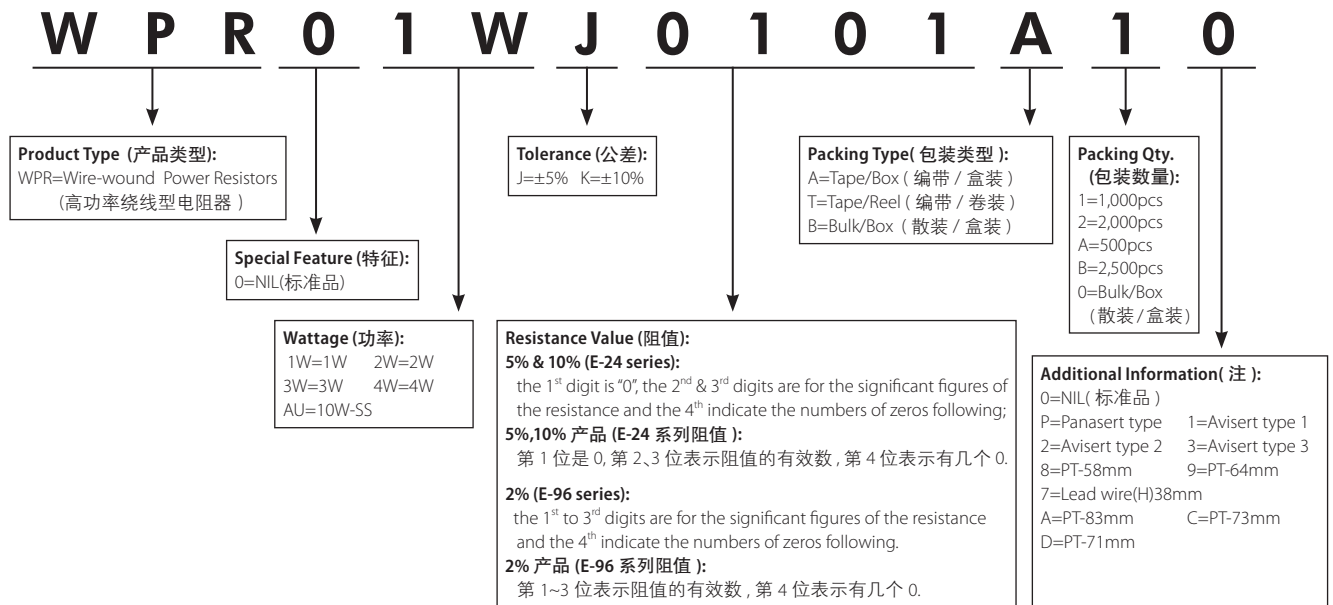 WPR01WJ0101A10
Product Type (产品类型):
WPR=Wire-wound Power Resistors
(高功率绕线型电阻器)
Special Feature (特征):
0=NIL(标准品)
Wattage (功率):
1W=1W 2W=2W
3W=3W 4W=4W
AU=10W-SS
Tolerance (公差):
J=±5% K=±10%
Resistance Value (阻值):
5% & 10% (E-24 series):
the 1st digit is “0”, the 2nd & 3rd digits are for the significant figures of
the resistance and the 4th indicate the numbers of zeros following;
5%,10% 产品 (E-24 系列阻值):
第 1 位是 0, 第 2、3 位表示阻值的有效数, 第 4 位表示有几个 0.
2% (E-96 series):
the 1st to 3rd digits are for the significant figures of the resistance
and the 4th indicate the numbers of zeros following.
2% 产品 (E-96 系列阻值):
第 1~3 位表示阻值的有效数, 第 4 位表示有几个 0.
Packing Type( 包装类型 ):
A=Tape/Box ( 编带 / 盒装 )
T=Tape/Reel ( 编带 / 卷装 )
B=Bulk/Box ( 散装 / 盒装 )
Packing Qty.
(包装数量):
1=1,000pcs
2=2,000pcs
A=500pcs
B=2,500pcs
0=Bulk/Box
(散装/盒装)
Additional Information( 注 ):
0=NIL( 标准品 )
P=Panasert type 1=Avisert type 1
2=Avisert type 2 3=Avisert type 3
8=PT-58mm 9=PT-64mm
7=Lead wire(H)38mm
A=PT-83mm C=PT-73mm
D=PT-71mm